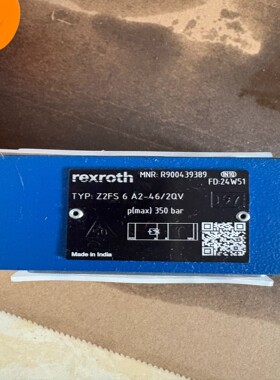 rexroth MNR: R900439389
FD:24W51
TYP: Z2FS 6 A2-46/2QV
p(max) 350 bar
Made in India